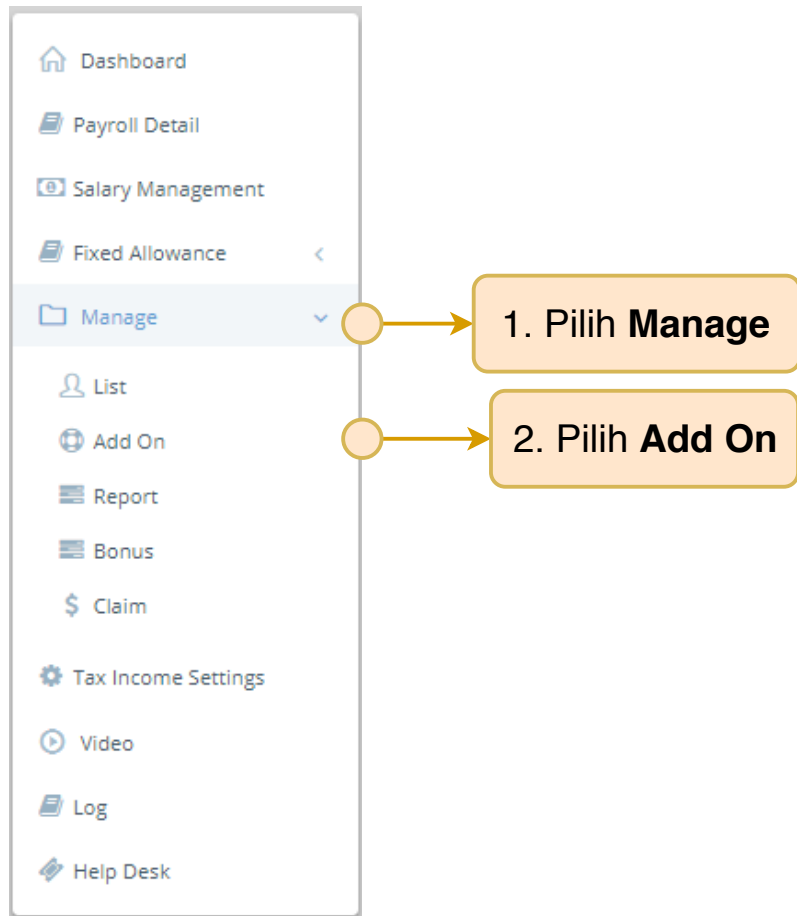 Dashboard
Payroll Detail
Salary Management
Fixed Allowance
Manage
1. Pilih Manage
List
Add On
2. Pilih Add On
Report
Bonus
Claim
Tax Income Settings
Video
Log
Help Desk